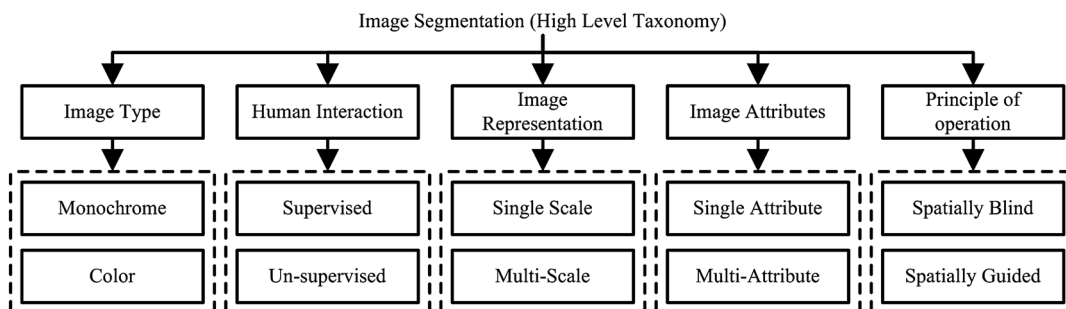 Image Segmentation (High Level Taxonomy)
Image Type
Human Interaction
Image
Representation
Image Attributes
Principle of
operation
Monochrome
Supervised
Single Scale
Single Attribute
Spatially Blind
Color
Un-supervised
Multi-Scale
Multi-Attribute
Spatially Guided